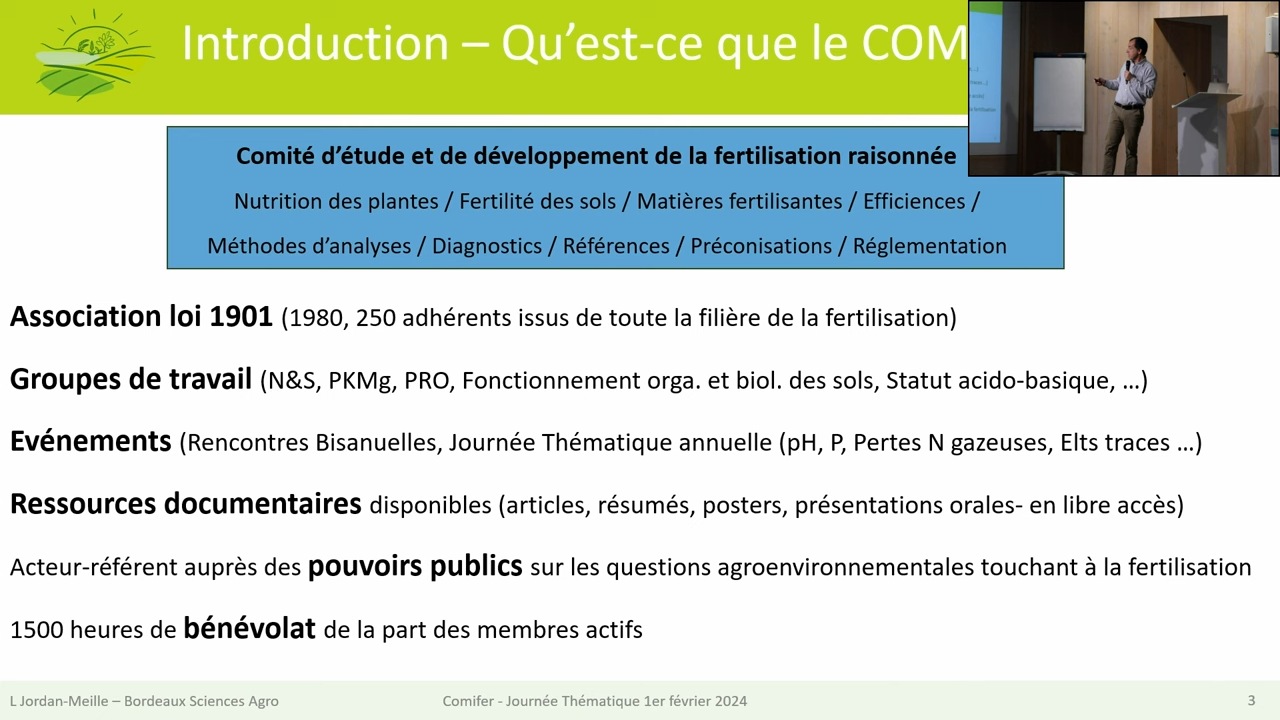 Introduction – Qu’est-ce que le COM
Comité d’étude et de développement de la fertilisation raisonnée
Nutrition des plantes / Fertilité des sols / Matières fertilisantes / Efficiences /
Méthodes d’analyses / Diagnostics / Références / Préconisations / Réglementation
Association loi 1901 (1980, 250 adhérents issus de toute la filière de la fertilisation)
Groupes de travail (N&S, PKMg, PRO, Fonctionnement orga. et biol. des sols, Statut acido-basique, …)
Evénements (Rencontres Bisanuelles, Journée Thématique annuelle (pH, P, Pertes N gazeuses, Elts traces …)
Ressources documentaires disponibles (articles, résumés, posters, présentations orales- en libre accès)
Acteur-référent auprès des pouvoirs publics sur les questions agroenvironnementales touchant à la fertilisation
1500 heures de bénévolat de la part des membres actifs
L Jordan-Meille – Bordeaux Sciences Agro
Comifer - Journée Thématique 1er février 2024
3